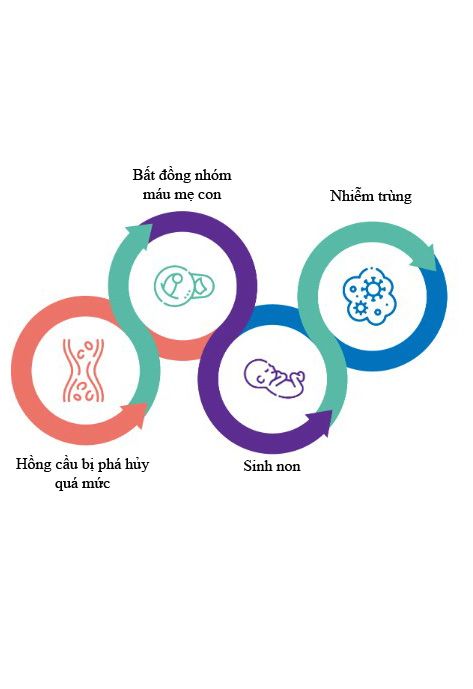 Bất đồng nhóm
máu mẹ con
Nhiễm trùng
Hồng cầu bị phá hủy
quá mức
Sinh non